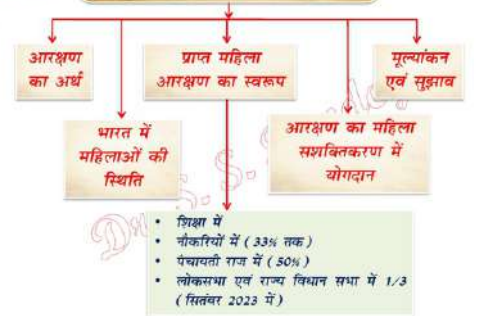 आरक्षण
का अर्थ
प्राप्त महिला
आरक्षण का स्वरूप
मूल्यांकन
एवं सुझाव
भारत में
महिलाओं की
स्थिति
आरक्षण का महिला
सशक्तिकरण में
योगदान
• शिक्षा में
• नौकरियों में ( 33% तक )
• पंचायती राज में ( 50% )
• लोकसभा एवं राज्य विधान सभा में 1/3
( सितंबर 2023 में )
Dr. S. S.